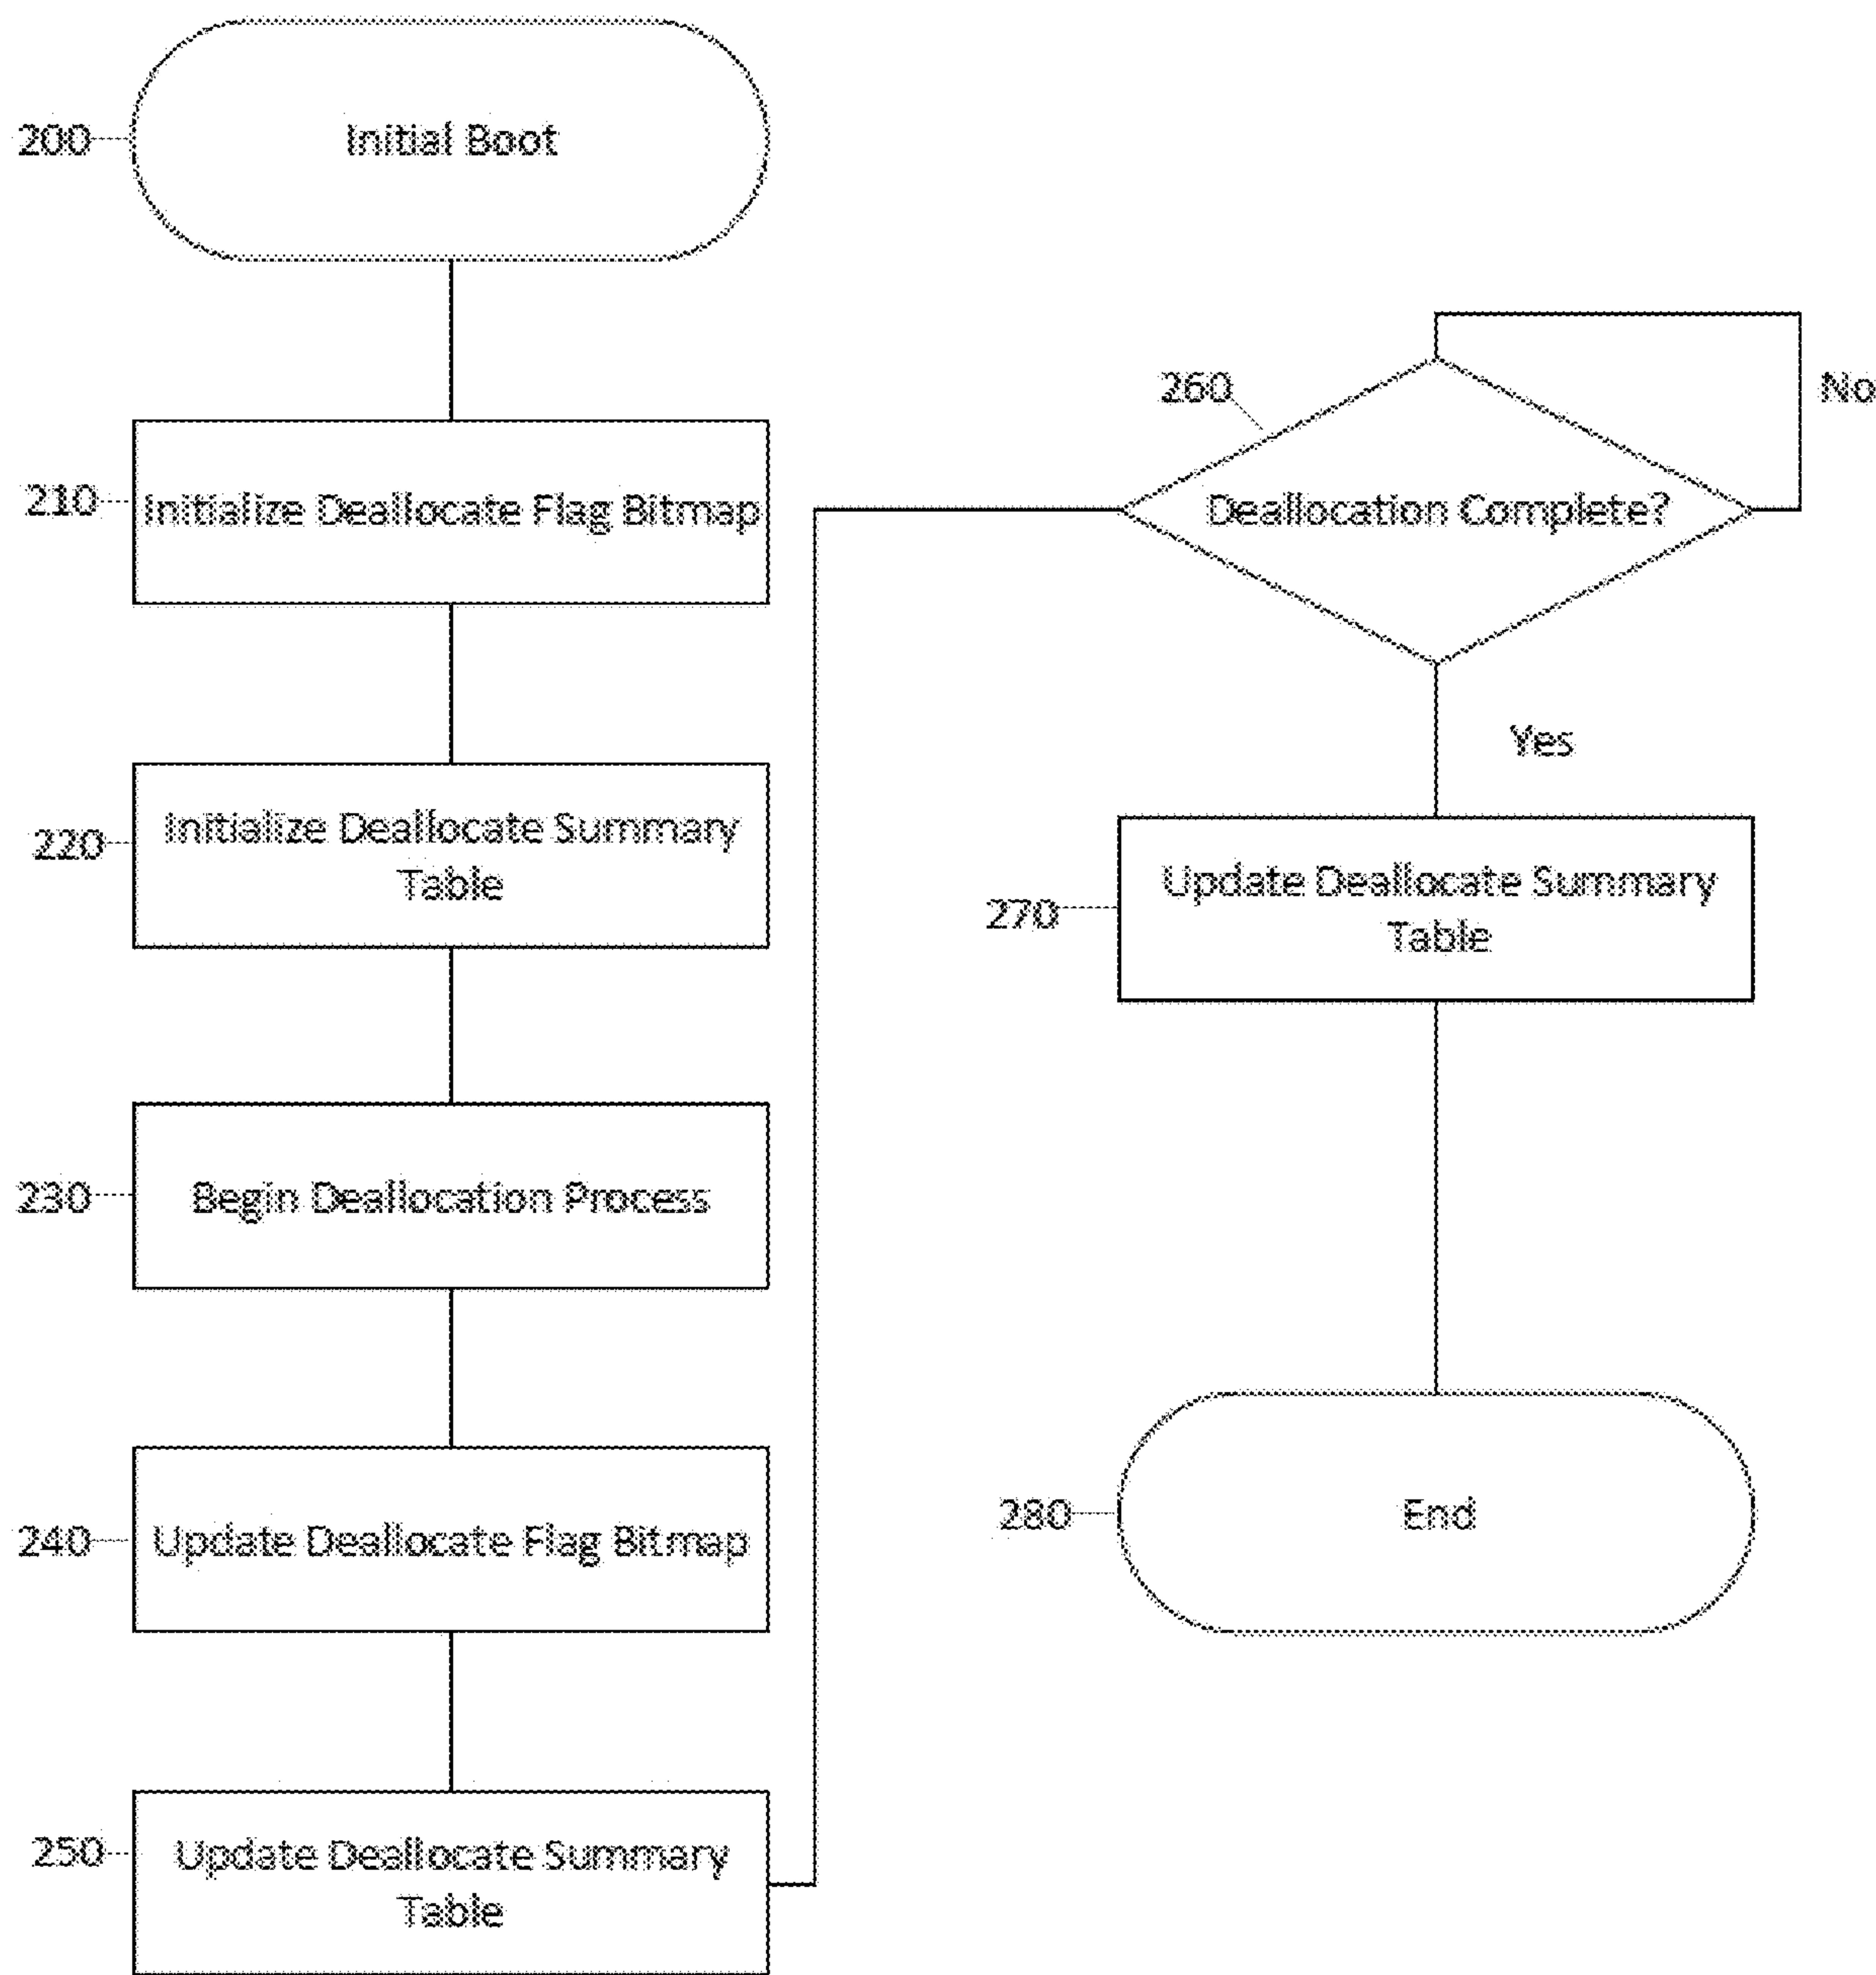 200
Initial Boot
210
Initialize Deallocate Flag Bitmap
220
Initialize Deallocate Summary
Table
230
Begin Deallocation Process
240
Update Deallocate Flag Bitmap
250
Update Deallocate Summary
Table
260
Deallocation Complete?
No
Yes
270
Update Deallocate Summary
Table
280
End